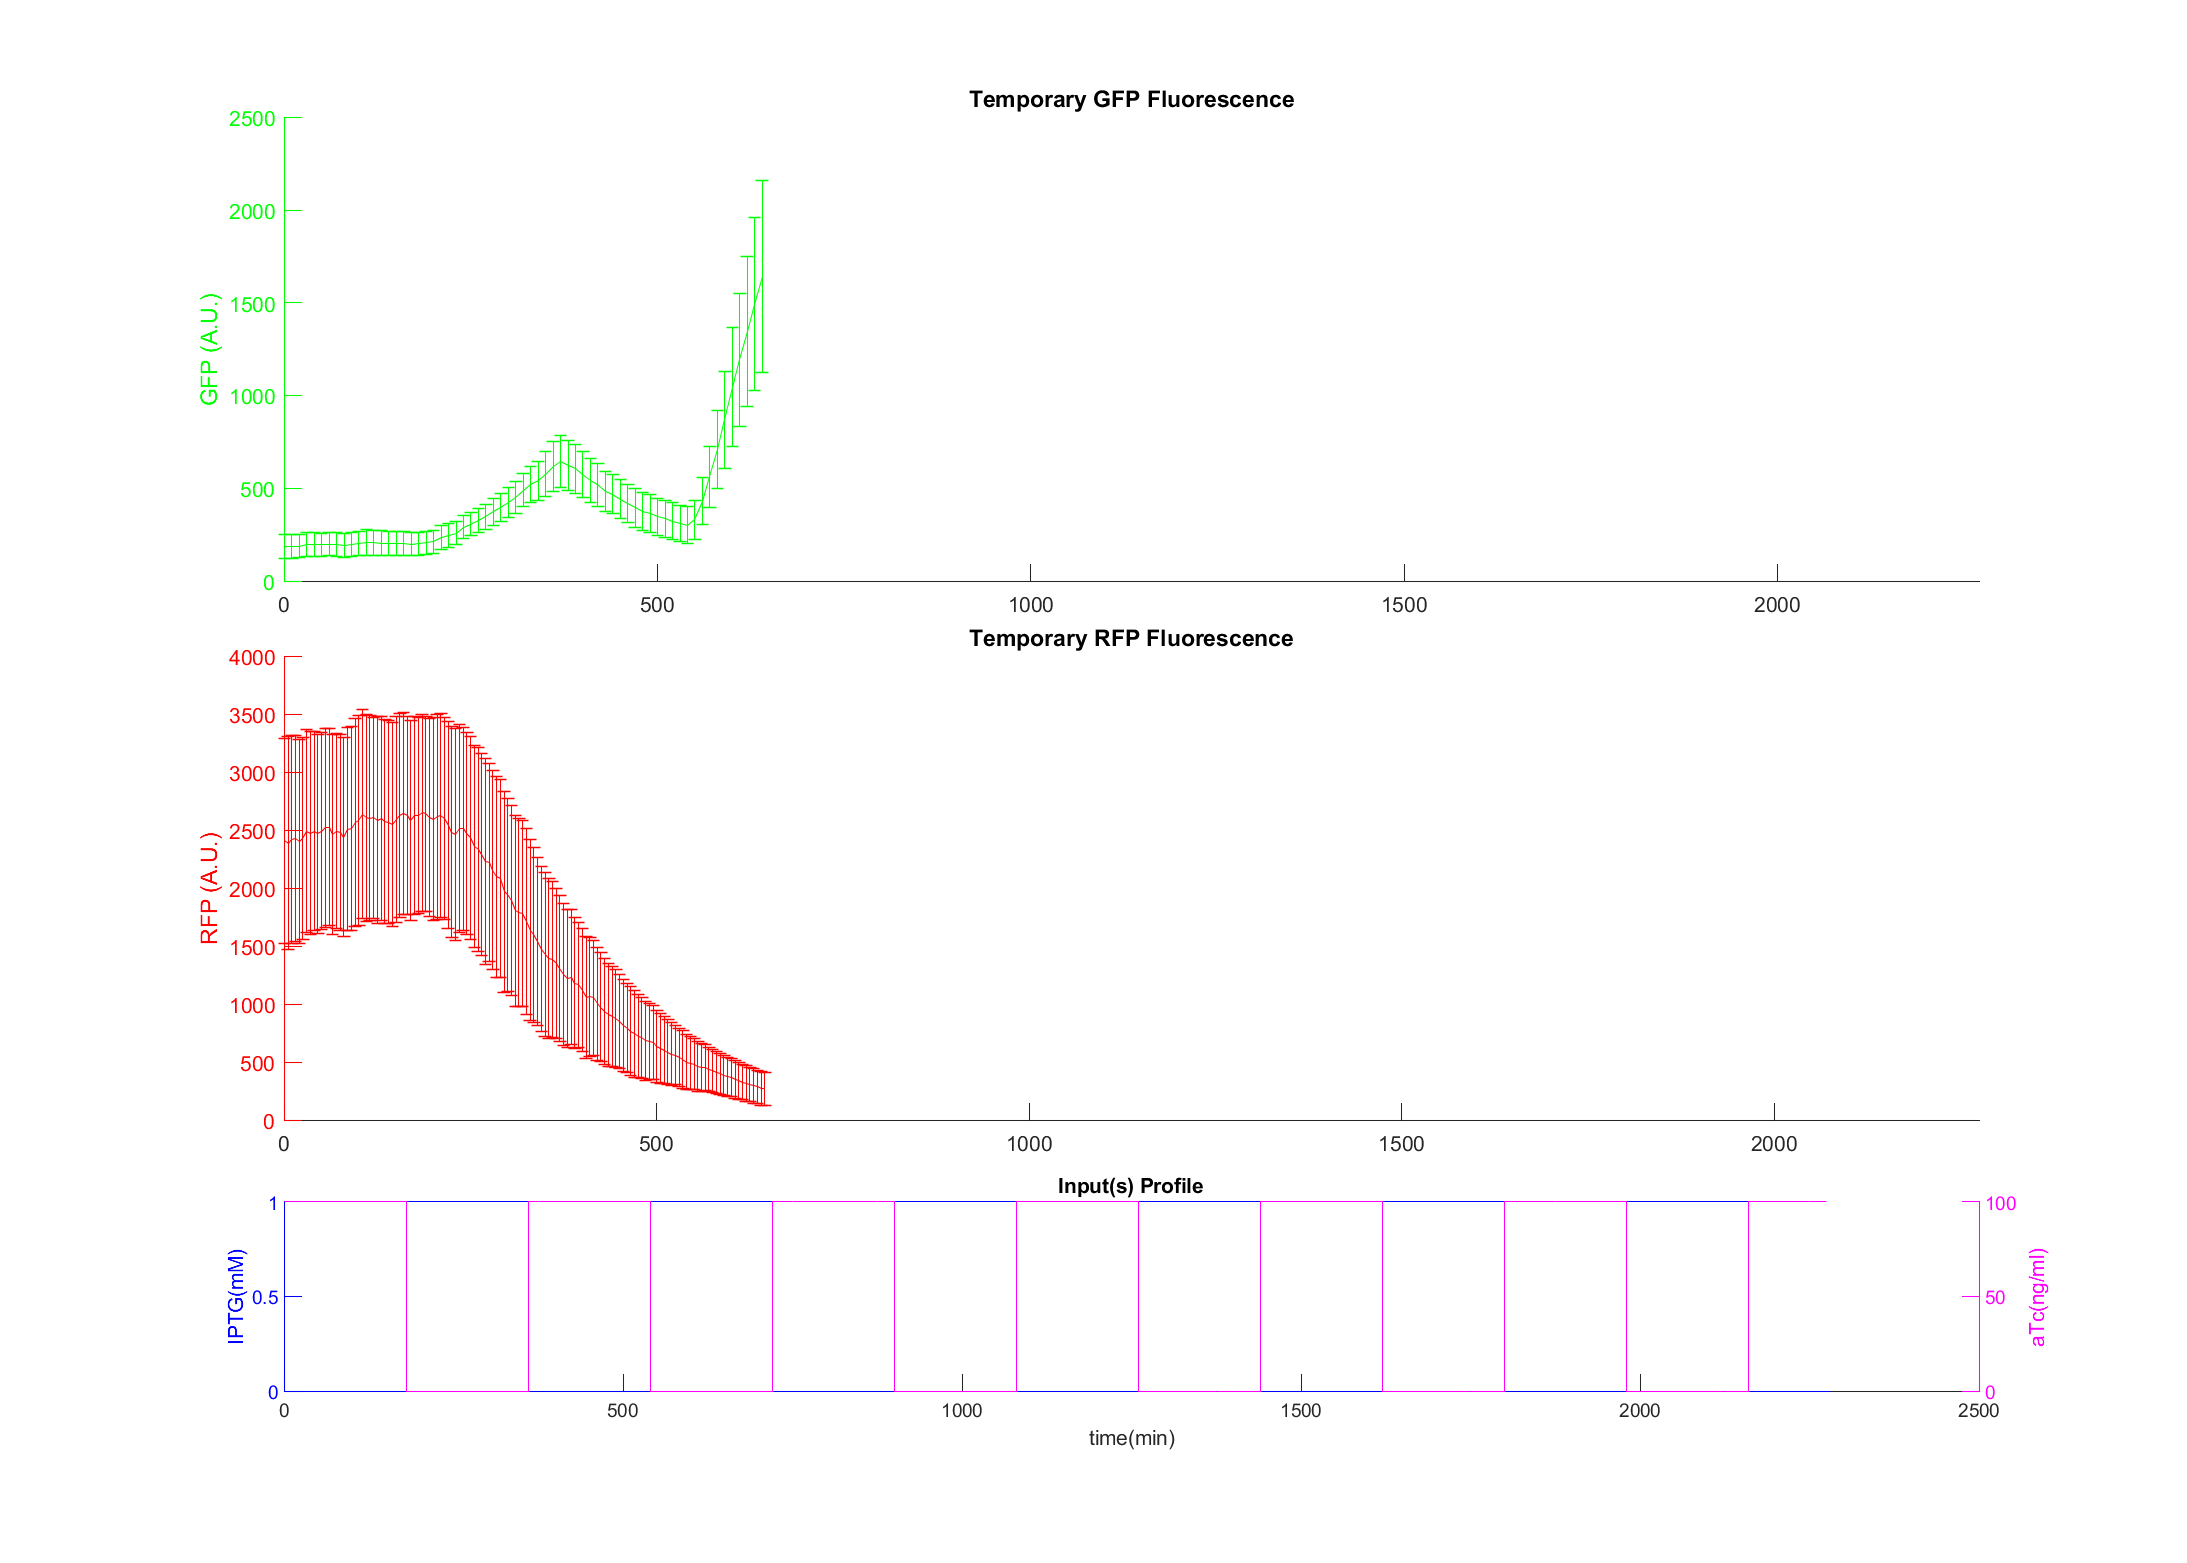 Temporary GFP Fluorescence
2500
2000
1500
1000
500
0
GFP (A.U.)
0 500 1000 1500 2000
Temporary RFP Fluorescence
4000
3500
3000
2500
2000
1500
1000
500
0
RFP (A.U.)
0 500 1000 1500 2000
Input(s) Profile
1
0.5
0
IPTG(mM)
100
50
0
aTc(ng/ml)
0 500 1000 1500 2000 2500
time(min)